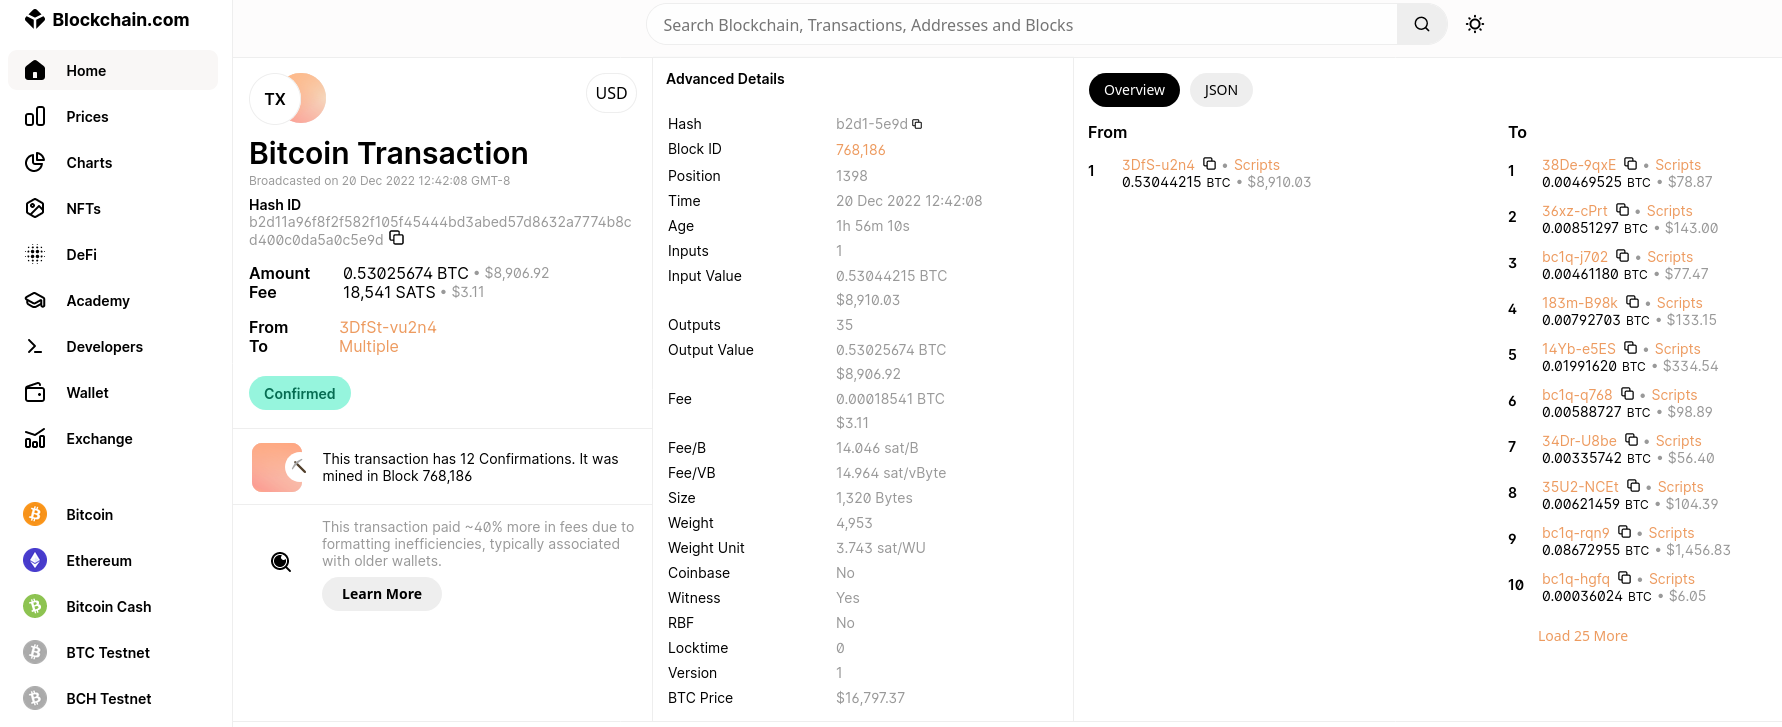 Blockchain.com
Search Blockchain, Transactions, Addresses and Blocks
Home
Prices
Charts
NFTs
DeFi
Academy
Developers
Wallet
Exchange
Bitcoin
Ethereum
Bitcoin Cash
BTC Testnet
BCH Testnet
TX
USD
Bitcoin Transaction
Broadcasted on 20 Dec 2022 12:42:08 GMT-8
Hash ID
b2d11a96f8f2f582f105f45444bd3abed57d8632a7774b8c
d400c0da5a0c5e9d
Amount 0.53025674 BTC • $8,906.92
Fee 18,541 SATS • $3.11
From 3DfSt-vu2n4
To Multiple
Confirmed
This transaction has 12 Confirmations. It was
mined in Block 768,186
This transaction paid ~40% more in fees due to
formatting inefficiencies, typically associated
with older wallets.
Learn More
Advanced Details
Hash b2d1-5e9d
Block ID 768,186
Position 1398
Time 20 Dec 2022 12:42:08
Age 1h 56m 10s
Inputs 1
Input Value 0.53044215 BTC
$8,910.03
Outputs 35
Output Value 0.53025674 BTC
$8,906.92
Fee 0.00018541 BTC
$3.11
Fee/B 14.046 sat/B
Fee/VB 14.964 sat/vByte
Size 1,320 Bytes
Weight 4,953
Weight Unit 3.743 sat/WU
Coinbase No
Witness Yes
RBF No
Locktime 0
Version 1
BTC Price $16,797.37
Overview JSON
From
1 3DfS-u2n4 • Scripts
0.53044215 BTC • $8,910.03
To
1 38De-9qxE • Scripts
0.00469525 BTC • $78.87
2 36xz-cPrt • Scripts
0.00851297 BTC • $143.00
3 bc1q-j702 • Scripts
0.00461180 BTC • $77.47
4 183m-B98k • Scripts
0.00792703 BTC • $133.15
5 14Yb-e5ES • Scripts
0.01991620 BTC • $334.54
6 bc1q-q768 • Scripts
0.00588727 BTC • $98.89
7 34Dr-U8be • Scripts
0.00335742 BTC • $56.40
8 35U2-NCEt • Scripts
0.00621459 BTC • $104.39
9 bc1q-rqn9 • Scripts
0.08672955 BTC • $1,456.83
10 bc1q-hgfq • Scripts
0.00036024 BTC • $6.05
Load 25 More